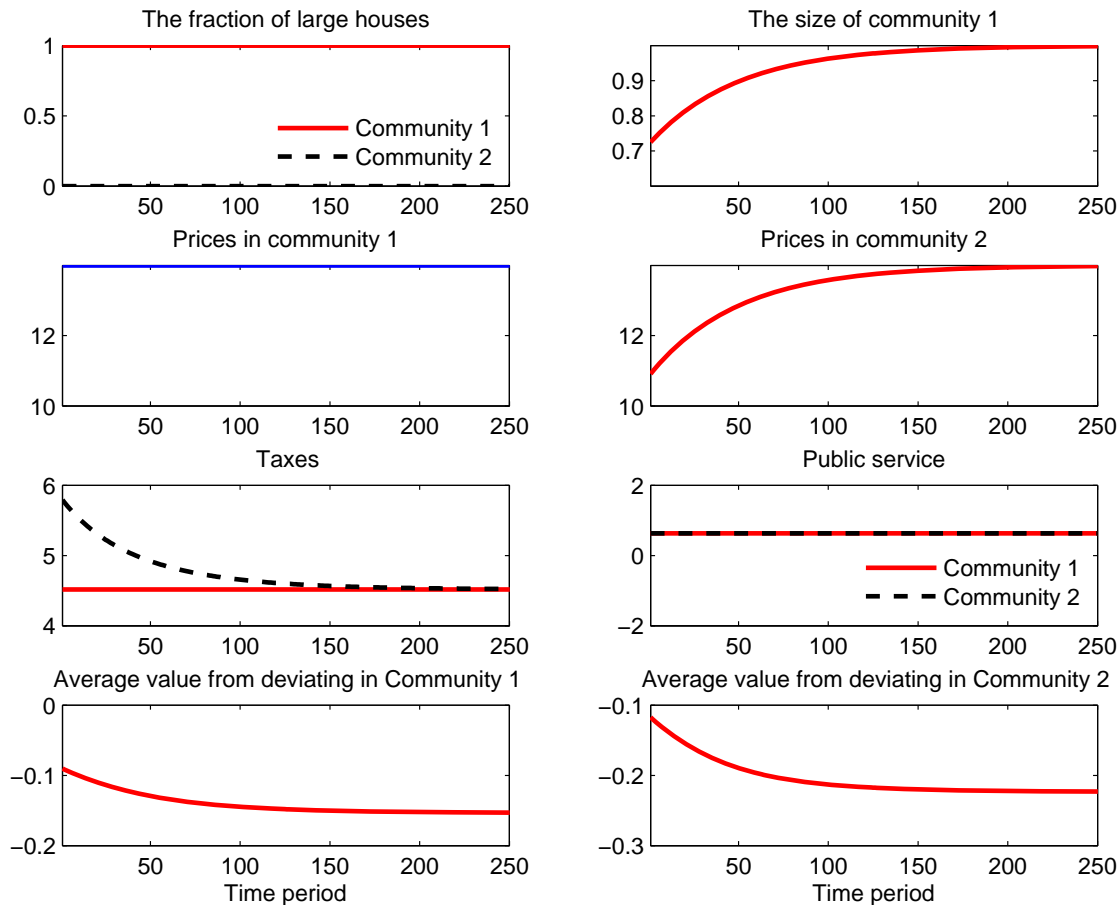 The fraction of large houses
1
0.5
0
Community 1
Community 2
50 100 150 200 250
The size of community 1
0.9
0.8
0.7
50 100 150 200 250
Prices in community 1
12
10
50 100 150 200 250
Prices in community 2
12
10
50 100 150 200 250
Taxes
6
5
4
50 100 150 200 250
Public service
2
0
−2
Community 1
Community 2
50 100 150 200 250
Average value from deviating in Community 1
0
−0.1
−0.2
50 100 150 200 250
Time period
Average value from deviating in Community 2
−0.1
−0.2
−0.3
50 100 150 200 250
Time period